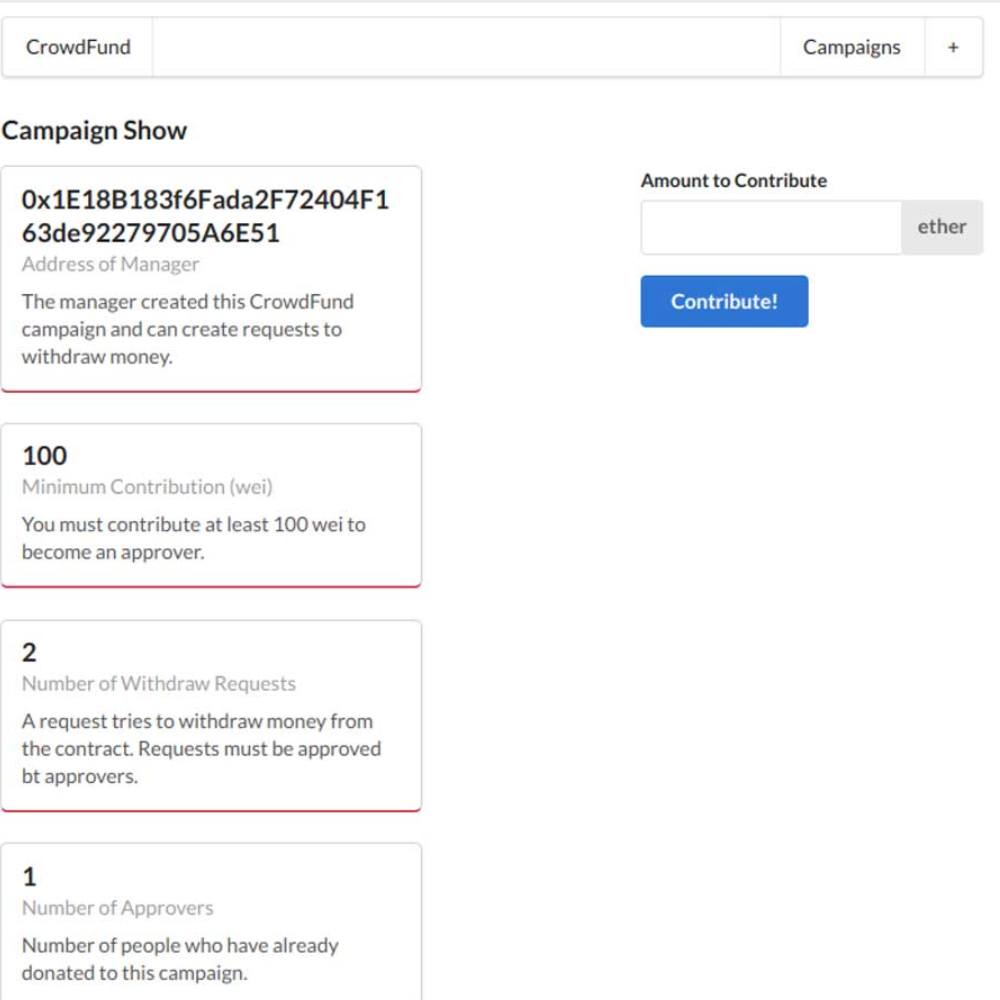 CrowdFund
Campaigns
+
Campaign Show
0x1E18B183f6Fada2F72404F1
63de92279705A6E51
Address of Manager
The manager created this CrowdFund
campaign and can create requests to
withdraw money.
100
Minimum Contribution (wei)
You must contribute at least 100 wei to
become an approver.
2
Number of Withdraw Requests
A request tries to withdraw money from
the contract. Requests must be approved
bt approvers.
1
Number of Approvers
Number of people who have already
donated to this campaign.
Amount to Contribute
ether
Contribute!